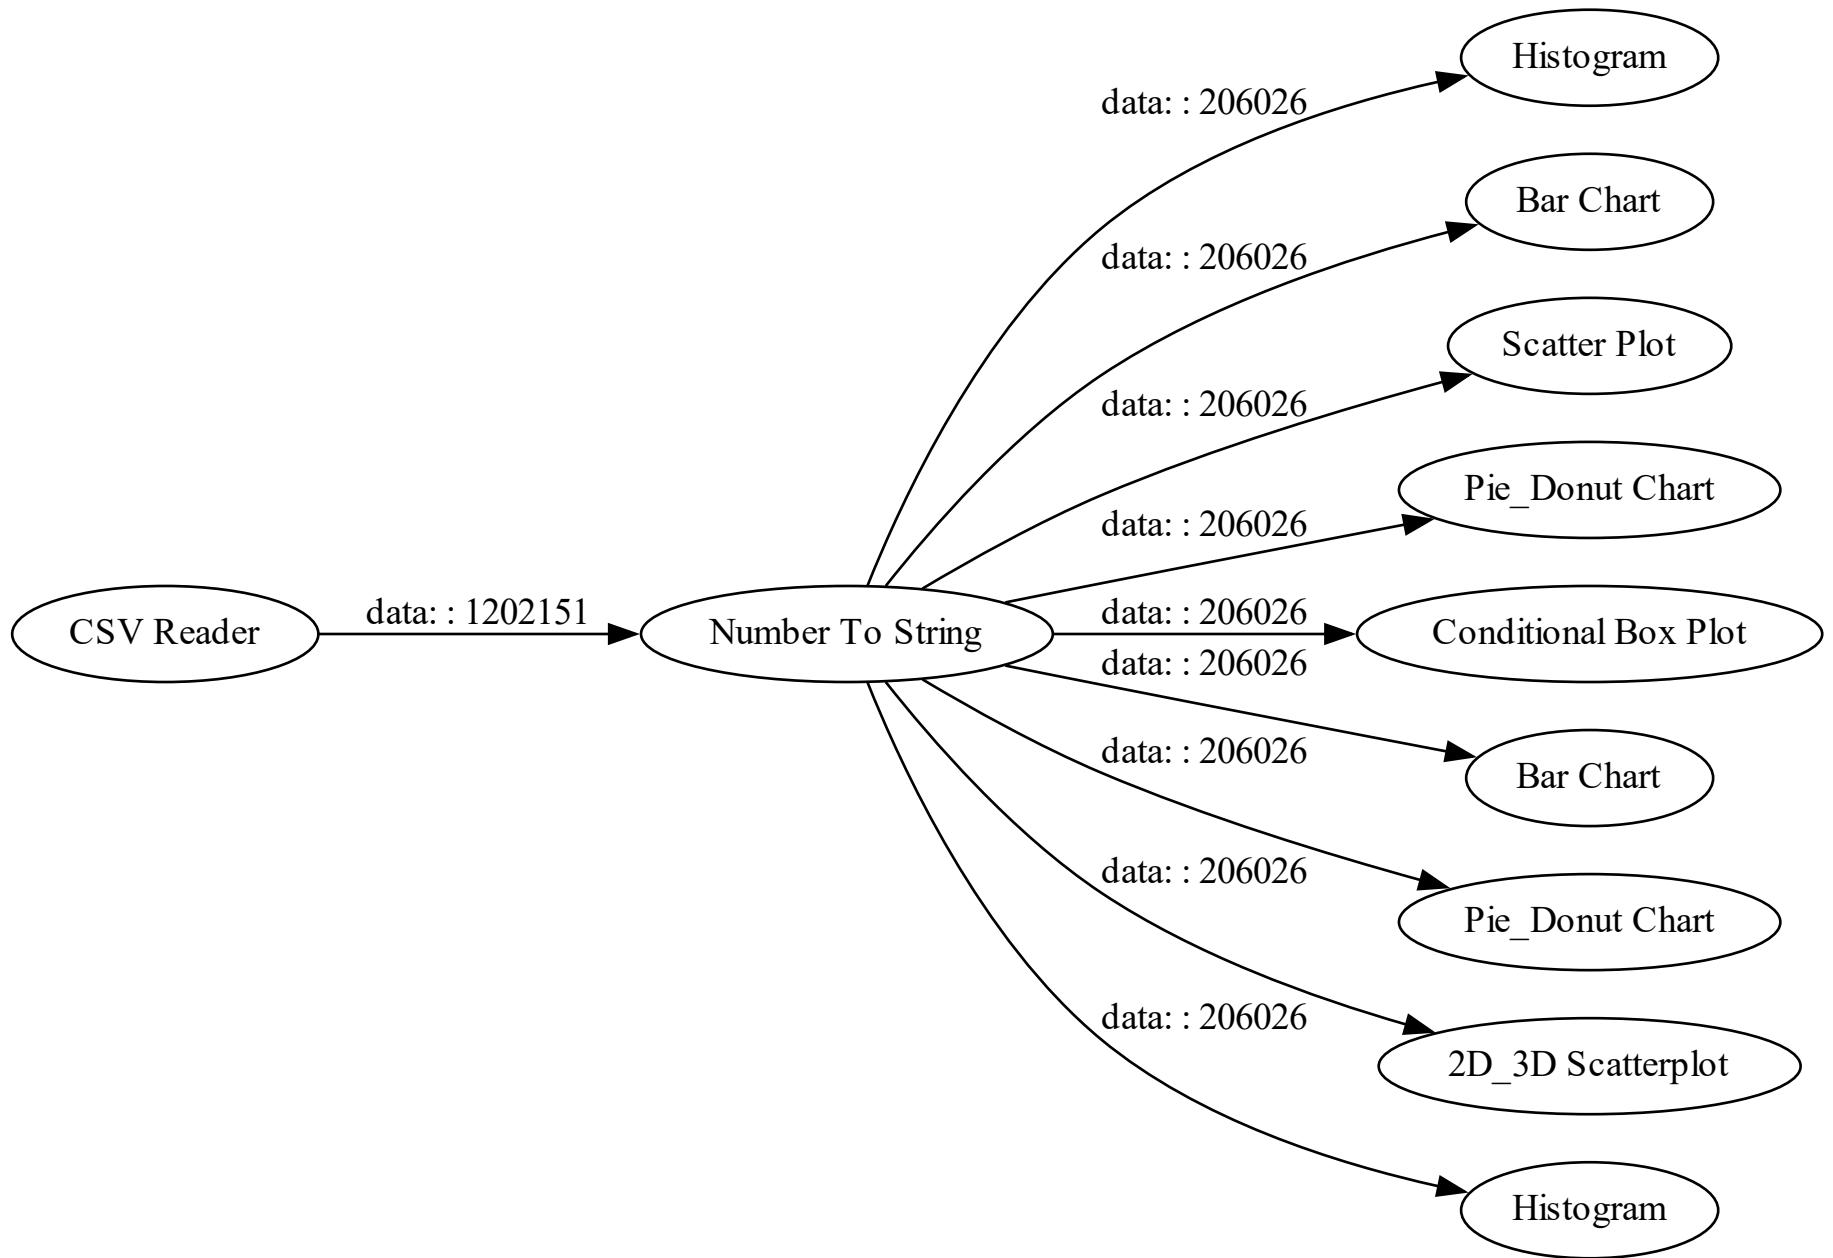 Histogram
data: : 206026
Bar Chart
data: : 206026
Scatter Plot
data: : 206026
Pie_Donut Chart
data: : 206026
CSV Reader
data: : 1202151
Number To String
data: : 206026
Conditional Box Plot
data: : 206026
Bar Chart
data: : 206026
Pie_Donut Chart
data: : 206026
2D_3D Scatterplot
data: : 206026
Histogram